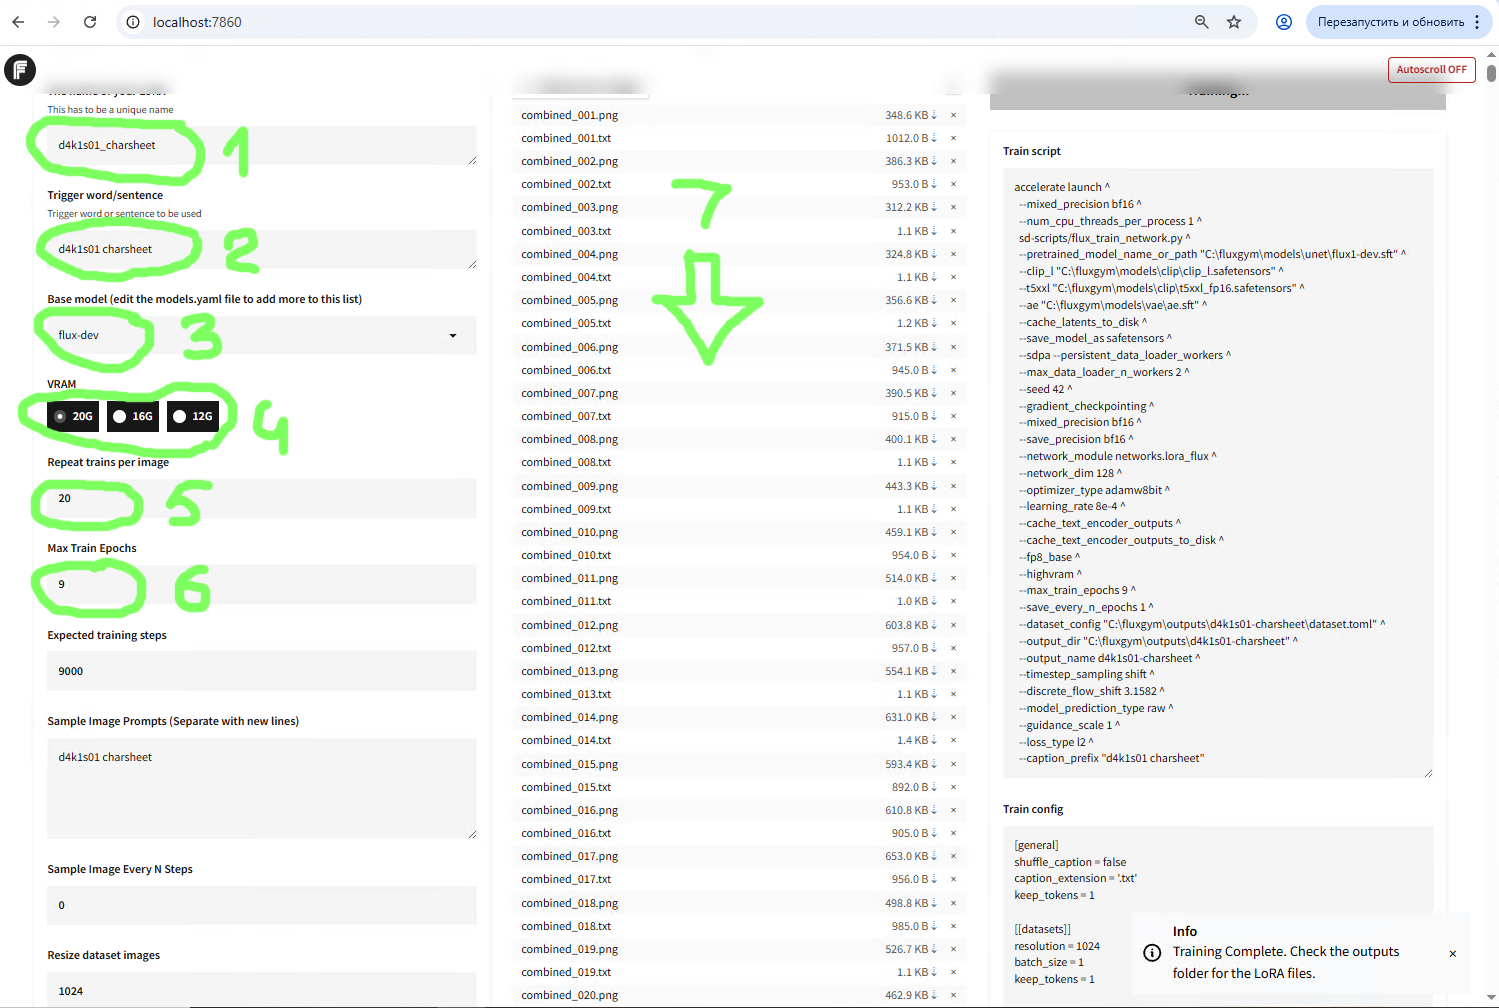 localhost:7860
Перезапустить и обновить
Autoscroll OFF
The name of your LoRA
This has to be a unique name
d4k1s01_charsheet
1
Trigger word/sentence
Trigger word or sentence to be used
d4k1s01 charsheet
2
Base model (edit the models.yaml file to add more to this list)
flux-dev
3
VRAM
20G
16G
12G
4
Repeat trains per image
20
5
Max Train Epochs
9
6
Expected training steps
9000
Sample Image Prompts (Separate with new lines)
d4k1s01 charsheet
Sample Image Every N Steps
0
Resize dataset images
1024
combined_001.png 348.6 KB ⇣ ×
combined_001.txt 1012.0 B ⇣ ×
combined_002.png 386.3 KB ⇣ ×
combined_002.txt 953.0 B ⇣ ×
combined_003.png 312.2 KB ⇣ ×
combined_003.txt 1.1 KB ⇣ ×
combined_004.png 324.8 KB ⇣ ×
combined_004.txt 1.1 KB ⇣ ×
combined_005.png 356.6 KB ⇣ ×
combined_005.txt 1.2 KB ⇣ ×
combined_006.png 371.5 KB ⇣ ×
combined_006.txt 945.0 B ⇣ ×
combined_007.png 390.5 KB ⇣ ×
combined_007.txt 915.0 B ⇣ ×
combined_008.png 400.1 KB ⇣ ×
combined_008.txt 1.1 KB ⇣ ×
combined_009.png 443.3 KB ⇣ ×
combined_009.txt 1.1 KB ⇣ ×
combined_010.png 459.1 KB ⇣ ×
combined_010.txt 954.0 B ⇣ ×
combined_011.png 514.0 KB ⇣ ×
combined_011.txt 1.0 KB ⇣ ×
combined_012.png 603.8 KB ⇣ ×
combined_012.txt 957.0 B ⇣ ×
combined_013.png 554.1 KB ⇣ ×
combined_013.txt 1.1 KB ⇣ ×
combined_014.png 631.0 KB ⇣ ×
combined_014.txt 1.4 KB ⇣ ×
combined_015.png 593.4 KB ⇣ ×
combined_015.txt 892.0 B ⇣ ×
combined_016.png 610.8 KB ⇣ ×
combined_016.txt 905.0 B ⇣ ×
combined_017.png 653.0 KB ⇣ ×
combined_017.txt 956.0 B ⇣ ×
combined_018.png 498.8 KB ⇣ ×
combined_018.txt 985.0 B ⇣ ×
combined_019.png 526.7 KB ⇣ ×
combined_019.txt 1.1 KB ⇣ ×
combined_020.png 462.9 KB ⇣ ×
7
Training...
Train script
accelerate launch ^
--mixed_precision bf16 ^
--num_cpu_threads_per_process 1 ^
sd-scripts/flux_train_network.py ^
--pretrained_model_name_or_path "C:\fluxgym\models\unet\flux1-dev.sft" ^
--clip_l "C:\fluxgym\models\clip\clip_l.safetensors" ^
--t5xxl "C:\fluxgym\models\clip\t5xxl_fp16.safetensors" ^
--ae "C:\fluxgym\models\vae\ae.sft" ^
--cache_latents_to_disk ^
--save_model_as safetensors ^
--sdpa --persistent_data_loader_workers ^
--max_data_loader_n_workers 2 ^
--seed 42 ^
--gradient_checkpointing ^
--mixed_precision bf16 ^
--save_precision bf16 ^
--network_module networks.lora_flux ^
--network_dim 128 ^
--optimizer_type adamw8bit ^
--learning_rate 8e-4 ^
--cache_text_encoder_outputs ^
--cache_text_encoder_outputs_to_disk ^
--fp8_base ^
--highvram ^
--max_train_epochs 9 ^
--save_every_n_epochs 1 ^
--dataset_config "C:\fluxgym\outputs\d4k1s01-charsheet\dataset.toml" ^
--output_dir "C:\fluxgym\outputs\d4k1s01-charsheet" ^
--output_name d4k1s01-charsheet ^
--timestep_sampling shift ^
--discrete_flow_shift 3.1582 ^
--model_prediction_type raw ^
--guidance_scale 1 ^
--loss_type l2 ^
--caption_prefix "d4k1s01 charsheet"
Train config
[general]
shuffle_caption = false
caption_extension = '.txt'
keep_tokens = 1
[[datasets]]
resolution = 1024
batch_size = 1
keep_tokens = 1
Info
Training Complete. Check the outputs
folder for the LoRA files.
×